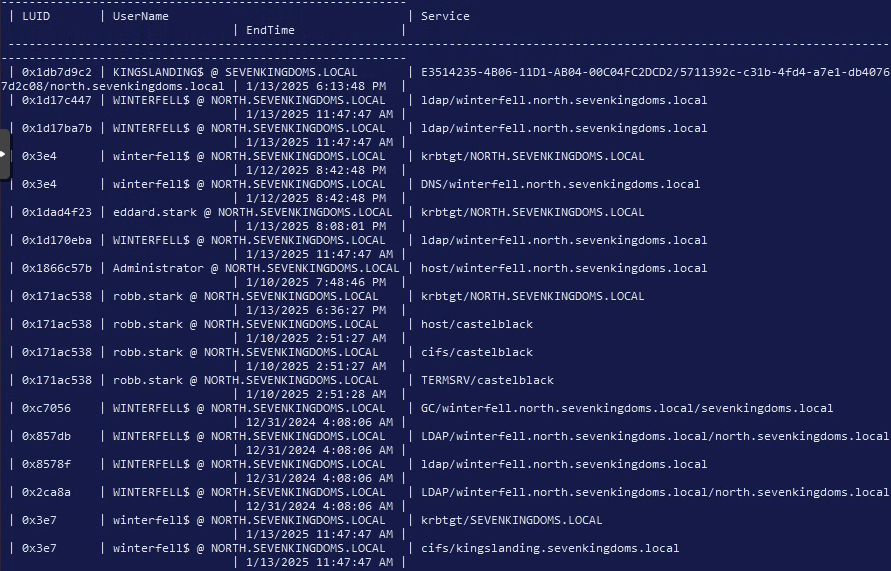 ---------------------------------------------------------
| LUID | UserName | Service
| EndTime |
-------------------------------------------------------------------------------------------------------------------------------
---------------------------------------------------------
| 0x1db7d9c2 | KINGSLANDING$ @ SEVENKINGDOMS.LOCAL | E3514235-4B06-11D1-AB04-00C04FC2DCD2/5711392c-c31b-4fd4-a7e1-db4076
7d2c08/north.sevenkingdoms.local | 1/13/2025 6:13:48 PM |
| 0x1d17c447 | WINTERFELL$ @ NORTH.SEVENKINGDOMS.LOCAL | ldap/winterfell.north.sevenkingdoms.local
| 1/13/2025 11:47:47 AM |
| 0x1d17ba7b | WINTERFELL$ @ NORTH.SEVENKINGDOMS.LOCAL | ldap/winterfell.north.sevenkingdoms.local
| 1/13/2025 11:47:47 AM |
| 0x3e4 | winterfell$ @ NORTH.SEVENKINGDOMS.LOCAL | krbtgt/NORTH.SEVENKINGDOMS.LOCAL
| 1/12/2025 8:42:48 PM |
| 0x3e4 | winterfell$ @ NORTH.SEVENKINGDOMS.LOCAL | DNS/winterfell.north.sevenkingdoms.local
| 1/12/2025 8:42:48 PM |
| 0x1dad4f23 | eddard.stark @ NORTH.SEVENKINGDOMS.LOCAL | krbtgt/NORTH.SEVENKINGDOMS.LOCAL
| 1/13/2025 8:08:01 PM |
| 0x1d170eba | WINTERFELL$ @ NORTH.SEVENKINGDOMS.LOCAL | ldap/winterfell.north.sevenkingdoms.local
| 1/13/2025 11:47:47 AM |
| 0x1866c57b | Administrator @ NORTH.SEVENKINGDOMS.LOCAL | host/winterfell.north.sevenkingdoms.local
| 1/10/2025 7:48:46 PM |
| 0x171ac538 | robb.stark @ NORTH.SEVENKINGDOMS.LOCAL | krbtgt/NORTH.SEVENKINGDOMS.LOCAL
| 1/13/2025 6:36:27 PM |
| 0x171ac538 | robb.stark @ NORTH.SEVENKINGDOMS.LOCAL | host/castelblack
| 1/10/2025 2:51:27 AM |
| 0x171ac538 | robb.stark @ NORTH.SEVENKINGDOMS.LOCAL | cifs/castelblack
| 1/10/2025 2:51:27 AM |
| 0x171ac538 | robb.stark @ NORTH.SEVENKINGDOMS.LOCAL | TERMSRV/castelblack
| 1/10/2025 2:51:28 AM |
| 0xc7056 | WINTERFELL$ @ NORTH.SEVENKINGDOMS.LOCAL | GC/winterfell.north.sevenkingdoms.local/sevenkingdoms.local
| 12/31/2024 4:08:06 AM |
| 0x857db | WINTERFELL$ @ NORTH.SEVENKINGDOMS.LOCAL | LDAP/winterfell.north.sevenkingdoms.local/north.sevenkingdoms.local
| 12/31/2024 4:08:06 AM |
| 0x8578f | WINTERFELL$ @ NORTH.SEVENKINGDOMS.LOCAL | ldap/winterfell.north.sevenkingdoms.local
| 12/31/2024 4:08:06 AM |
| 0x2ca8a | WINTERFELL$ @ NORTH.SEVENKINGDOMS.LOCAL | LDAP/winterfell.north.sevenkingdoms.local/north.sevenkingdoms.local
| 12/31/2024 4:08:06 AM |
| 0x3e7 | winterfell$ @ NORTH.SEVENKINGDOMS.LOCAL | krbtgt/SEVENKINGDOMS.LOCAL
| 1/13/2025 11:47:47 AM |
| 0x3e7 | winterfell$ @ NORTH.SEVENKINGDOMS.LOCAL | cifs/kingslanding.sevenkingdoms.local
| 1/13/2025 11:47:47 AM |